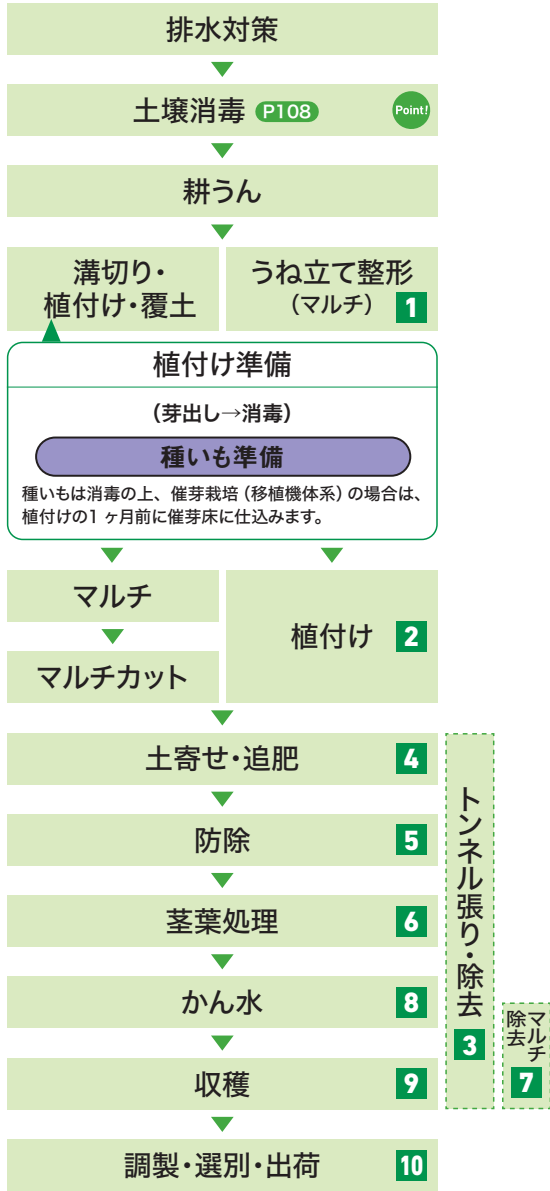 排水対策
土壌消毒 P108 Point!
耕うん
溝切り・
植付け・覆土
うね立て整形
（マルチ） 1
植付け準備
（芽出し→消毒）
種いも準備
種いもは消毒の上、催芽栽培（移植機体系）の場合は、
植付けの1ヶ月前に催芽床に仕込みます。
マルチ
マルチカット
植付け 2
土寄せ・追肥 4
防除 5
茎葉処理 6
かん水 8
収穫 9
調製・選別・出荷 10
トンネル張り・除去 3
マルチ
除去 7